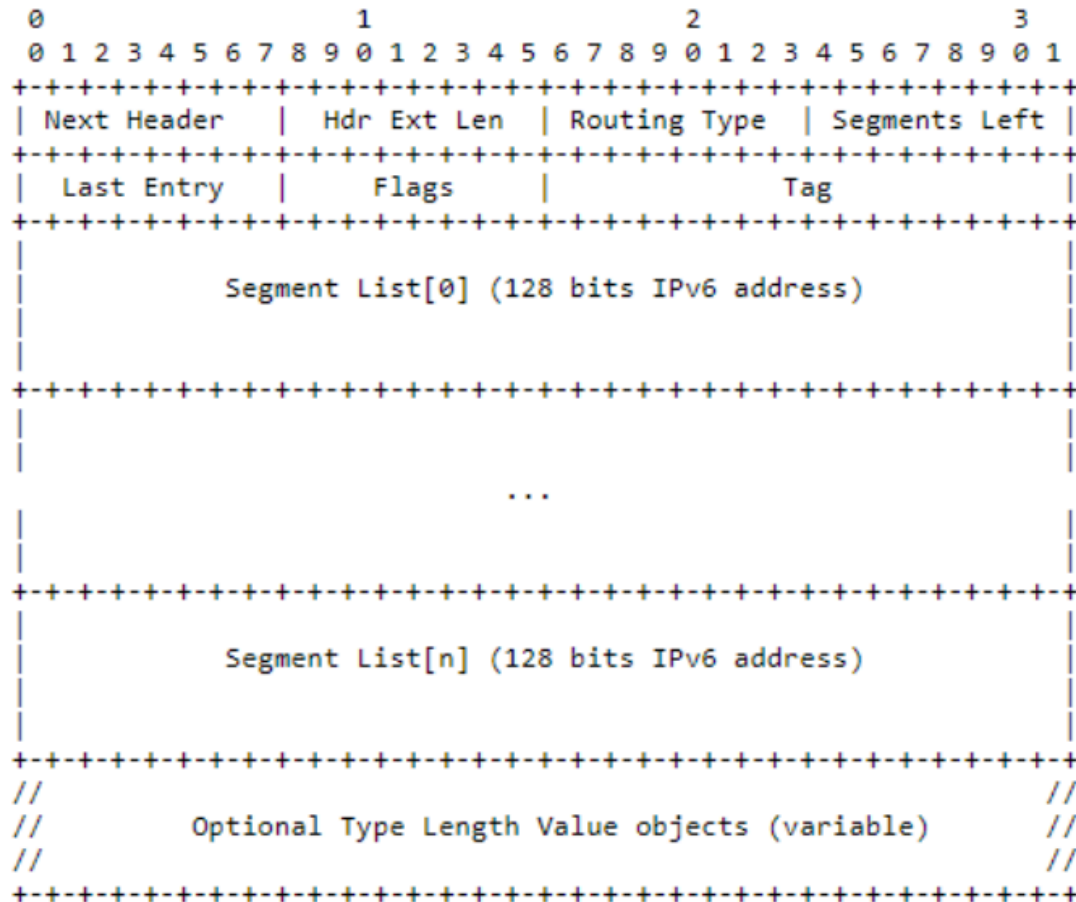 0                   1                   2                   3
0 1 2 3 4 5 6 7 8 9 0 1 2 3 4 5 6 7 8 9 0 1 2 3 4 5 6 7 8 9 0 1
+-+-+-+-+-+-+-+-+-+-+-+-+-+-+-+-+-+-+-+-+-+-+-+-+-+-+-+-+-+-+-+-+
| Next Header   |  Hdr Ext Len  | Routing Type  | Segments Left |
+-+-+-+-+-+-+-+-+-+-+-+-+-+-+-+-+-+-+-+-+-+-+-+-+-+-+-+-+-+-+-+-+
|  Last Entry   |     Flags     |              Tag              |
+-+-+-+-+-+-+-+-+-+-+-+-+-+-+-+-+-+-+-+-+-+-+-+-+-+-+-+-+-+-+-+-+
|                                                               |
|            Segment List[0] (128 bits IPv6 address)            |
|                                                               |
|                                                               |
+-+-+-+-+-+-+-+-+-+-+-+-+-+-+-+-+-+-+-+-+-+-+-+-+-+-+-+-+-+-+-+-+
|                                                               |
|                                                               |
                              ...
|                                                               |
|                                                               |
+-+-+-+-+-+-+-+-+-+-+-+-+-+-+-+-+-+-+-+-+-+-+-+-+-+-+-+-+-+-+-+-+
|                                                               |
|            Segment List[n] (128 bits IPv6 address)            |
|                                                               |
|                                                               |
+-+-+-+-+-+-+-+-+-+-+-+-+-+-+-+-+-+-+-+-+-+-+-+-+-+-+-+-+-+-+-+-+
//                                                             //
//         Optional Type Length Value objects (variable)       //
//                                                             //
+-+-+-+-+-+-+-+-+-+-+-+-+-+-+-+-+-+-+-+-+-+-+-+-+-+-+-+-+-+-+-+-+